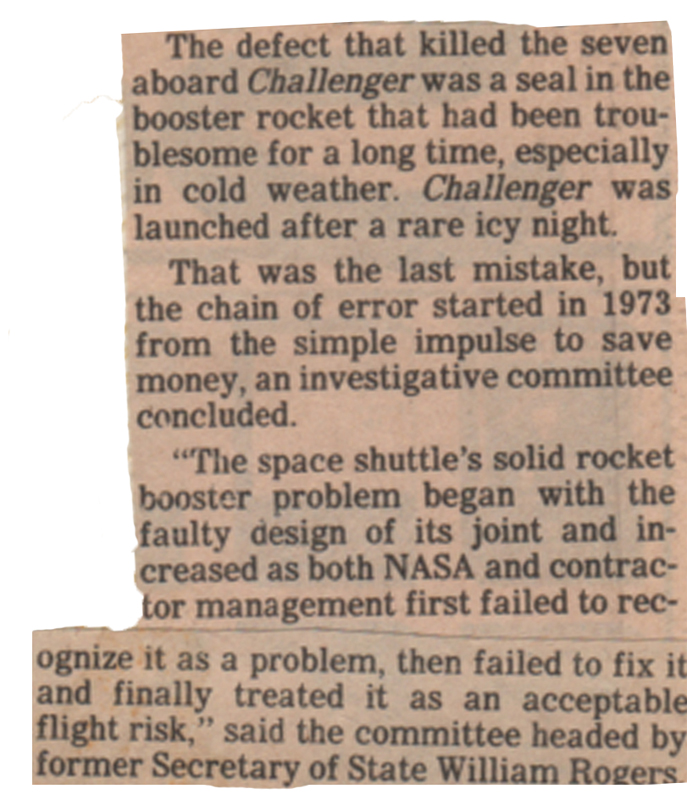 The defect that killed the seven
aboard Challenger was a seal in the
booster rocket that had been trou-
blesome for a long time, especially
in cold weather. Challenger was
launched after a rare icy night.
That was the last mistake, but
the chain of error started in 1973
from the simple impulse to save
money, an investigative committee
concluded.
“The space shuttle’s solid rocket
booster problem began with the
faulty design of its joint and in-
creased as both NASA and contrac-
tor management first failed to rec-
ognize it as a problem, then failed to fix it
and finally treated it as an acceptable
flight risk,” said the committee headed by
former Secretary of State William Rogers